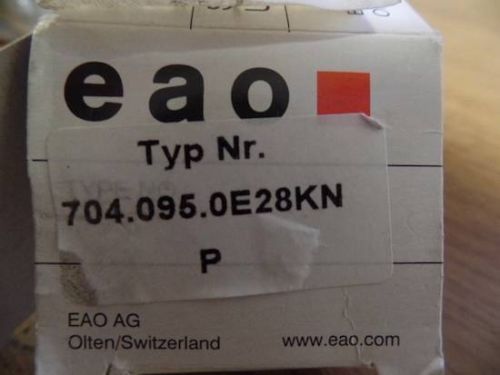 eao
Typ Nr.
704.095.0E28KN
P
EAO AG
Olten/Switzerland www.eao.com